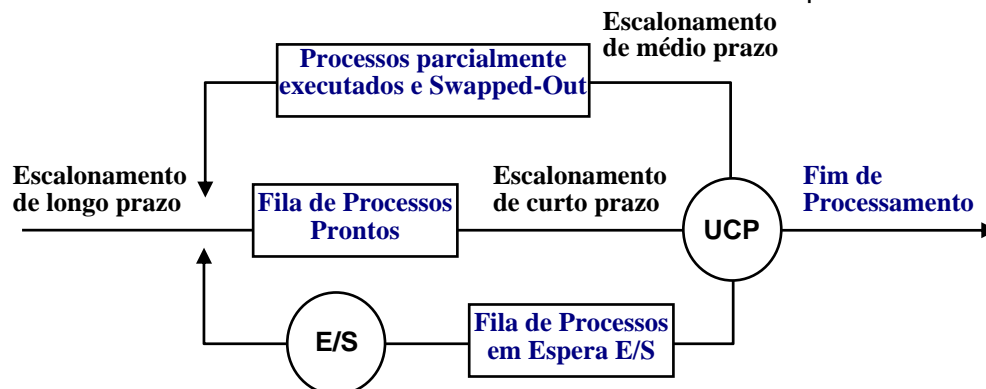 Escalonamento
de médio prazo
Processos parcialmente
executados e Swapped-Out
Escalonamento
de longo prazo
Fila de Processos
Prontos
Escalonamento
de curto prazo
UCP
Fim de
Processamento
E/S
Fila de Processos
em Espera E/S